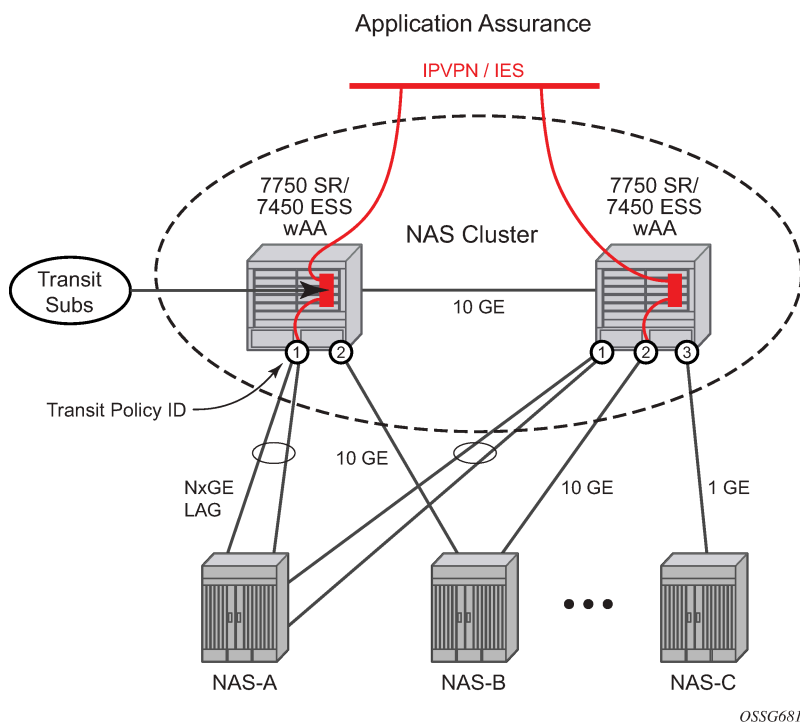 Application Assurance
IPVPN / IES
7750 SR/
7450 ESS
wAA
7750 SR/
7450 ESS
wAA
NAS Cluster
Transit
Subs
10 GE
1
2
1
2
3
Transit Policy ID
10 GE
NxGE
LAG
10 GE
1 GE
NAS-A
NAS-B
NAS-C
OSSG681